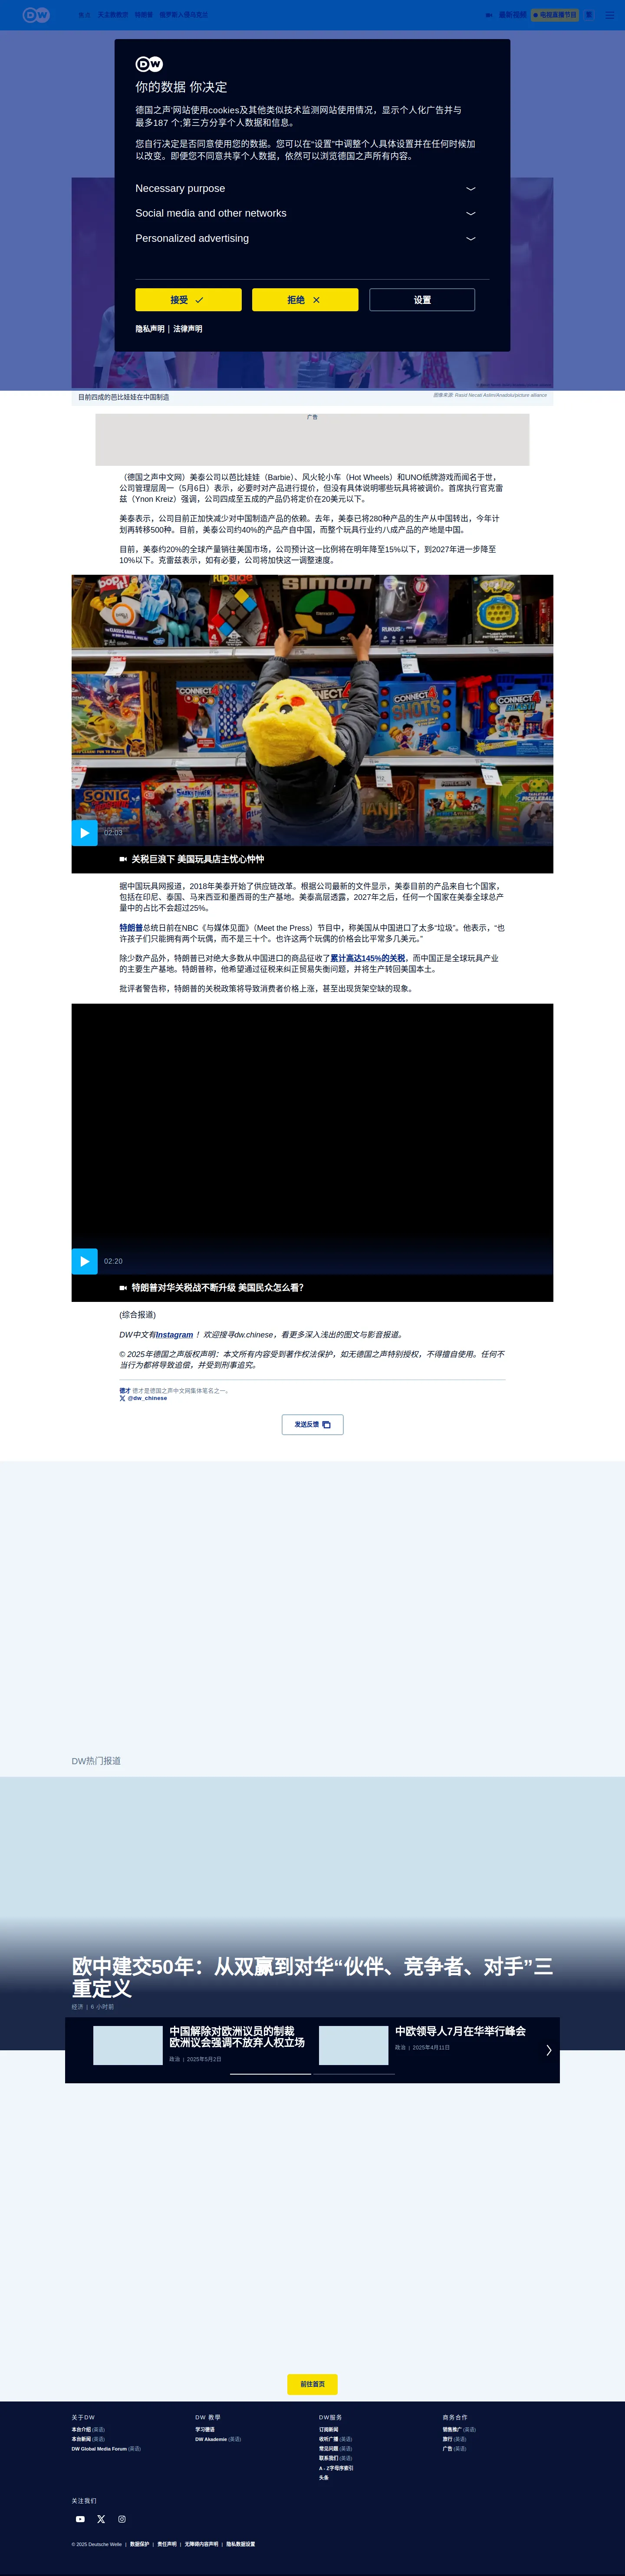 DW
最新视频
电视直播节目
DW
你的数据 你决定
德国之声'网站使用cookies及其他类似技术监测网站使用情况，显示个人化广告并与
最多187 个;第三方分享个人数据和信息。
您自行决定是否同意使用您的数据。您可以在“设置”中调整个人具体设置并在任何时候加
以改变。即便您不同意共享个人数据，依然可以浏览德国之声所有内容。
Necessary purpose
Social media and other networks
Personalized advertising
接受
拒绝
设置
隐私声明 | 法律声明
目前四成的芭比娃娃在中国制造
图像来源: Rasid Necati Aslim/Anadolu/picture alliance
广告
（德国之声中文网）美泰公司以芭比娃娃（Barbie）、风火轮小车（Hot Wheels）和UNO纸牌游戏而闻名于世，
公司管理层周一（5月6日）表示，必要时对产品进行提价，但没有具体说明哪些玩具将被调价。首席执行官克雷
兹（Ynon Kreiz）强调，公司四成至五成的产品仍将定价在20美元以下。
美泰表示，公司目前正加快减少对中国制造产品的依赖。去年，美泰已将280种产品的生产从中国转出，今年计
划再转移500种。目前，美泰公司约40%的产品产自中国，而整个玩具行业约八成产品的产地是中国。
目前，美泰约20%的全球产量销往美国市场，公司预计这一比例将在明年降至15%以下，到2027年进一步降至
10%以下。克雷兹表示，如有必要，公司将加快这一调整速度。
flipslide
Simon
RUKUS
CONNECT 4
CONNECT 4
SHOTS
CONNECT 4
SONIC
PICKLEBALL
02:03
关税巨浪下 美国玩具店主忧心忡忡
据中国玩具网报道，2018年美泰开始了供应链改革。根据公司最新的文件显示，美泰目前的产品来自七个国家，
包括在印尼、泰国、马来西亚和墨西哥的生产基地。美泰高层透露，2027年之后，任何一个国家在美泰全球总产
量中的占比不会超过25%。
特朗普总统日前在NBC《与媒体见面》（Meet the Press）节目中，称美国从中国进口了太多“垃圾”。他表示，“也
许孩子们只能拥有两个玩偶，而不是三十个。也许这两个玩偶的价格会比平常多几美元。”
除少数产品外，特朗普已对绝大多数从中国进口的商品征收了累计高达145%的关税，而中国正是全球玩具产业
的主要生产基地。特朗普称，他希望通过征税来纠正贸易失衡问题，并将生产转回美国本土。
批评者警告称，特朗普的关税政策将导致消费者价格上涨，甚至出现货架空缺的现象。
02:20
特朗普对华关税战不断升级 美国民众怎么看?
(综合报道)
DW中文有Instagram ！欢迎搜寻dw.chinese，看更多深入浅出的图文与影音报道。
© 2025年德国之声版权声明：本文所有内容受到著作权法保护，如无德国之声特别授权，不得擅自使用。任何不
当行为都将导致追偿，并受到刑事追究。
德才 德才是德国之声中文网集体笔名之一。
@dw_chinese
发送反馈
DW热门报道
欧中建交50年：从双赢到对华“伙伴、竞争者、对手”三
重定义
经济 | 6 小时前
中国解除对欧洲议员的制裁
欧洲议会强调不放弃人权立场
政治 | 2025年5月2日
中欧领导人7月在华举行峰会
政治 | 2025年4月11日
前往首页
关于DW
本台介绍 (英语)
本台新闻 (英语)
DW Global Media Forum (英语)
DW 教學
学习德语
DW Akademie (英语)
DW服务
订阅新闻
收听广播 (英语)
常见问题 (英语)
联系我们 (英语)
A - Z字母序索引
头条
商务合作
销售推广 (英语)
旅行 (英语)
广告 (英语)
关注我们
© 2025 Deutsche Welle | 数据保护 | 责任声明 | 无障碍内容声明 | 隐私数据设置